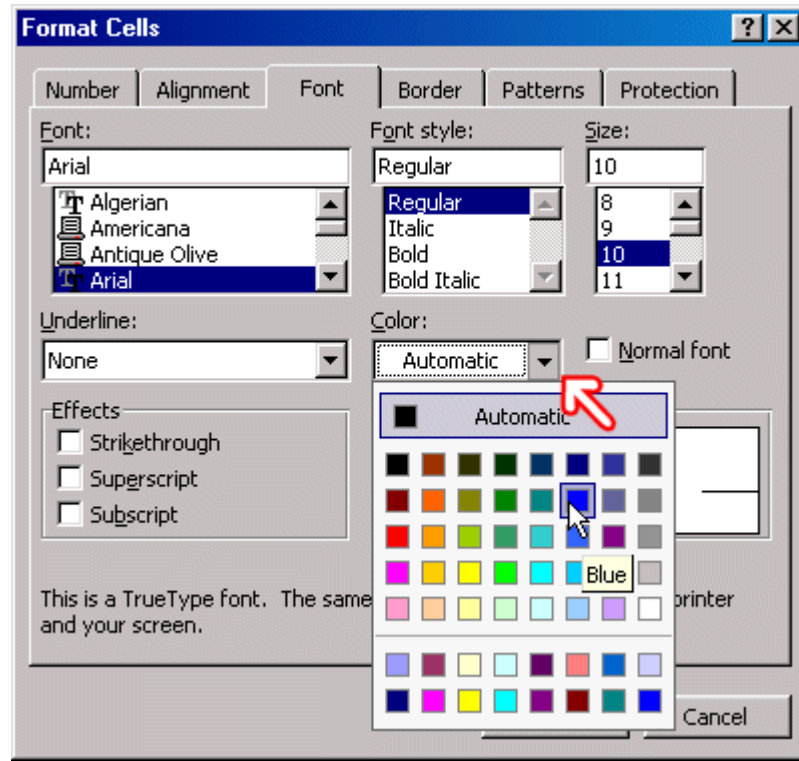 Format Cells
Number Alignment Font Border Patterns Protection
Font: Font style: Size:
Arial Regular 10
Algerian Regular 8
Americana Italic 9
Antique Olive Bold 10
Arial Bold Italic 11
Underline: Color:
None Automatic Normal font
Effects Automatic
Strikethrough
Superscript
Subscript
Blue
This is a TrueType font. The same printer
and your screen.
Cancel